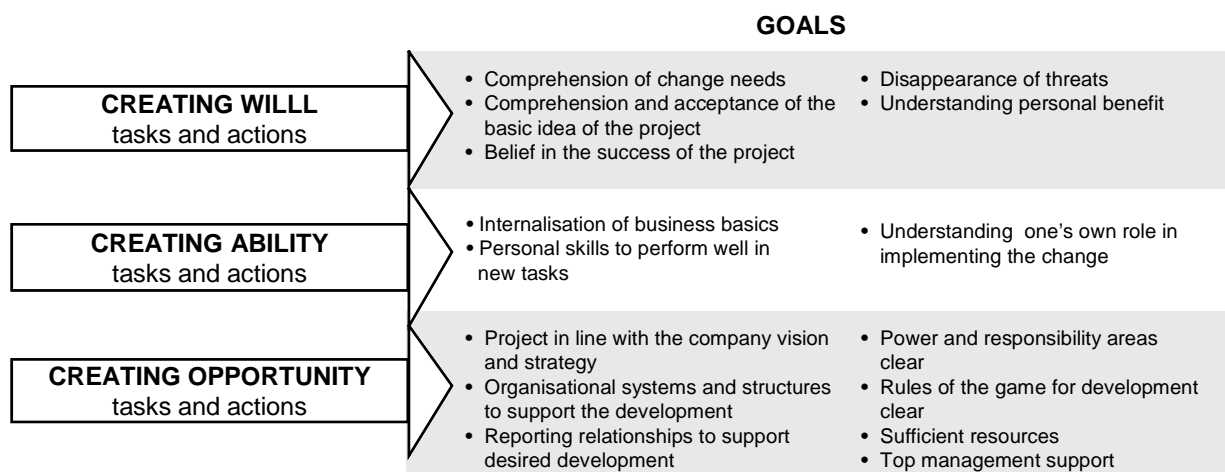 GOALS
CREATING WILLL
tasks and actions
• Comprehension of change needs
• Comprehension and acceptance of the
basic idea of the project
• Belief in the success of the project
• Disappearance of threats
• Understanding personal benefit
CREATING ABILITY
tasks and actions
• Internalisation of business basics
• Personal skills to perform well in
new tasks
• Understanding one's own role in
implementing the change
CREATING OPPORTUNITY
tasks and actions
• Project in line with the company vision
and strategy
• Organisational systems and structures
to support the development
• Reporting relationships to support
desired development
• Power and responsibility areas
clear
• Rules of the game for development
clear
• Sufficient resources
• Top management support